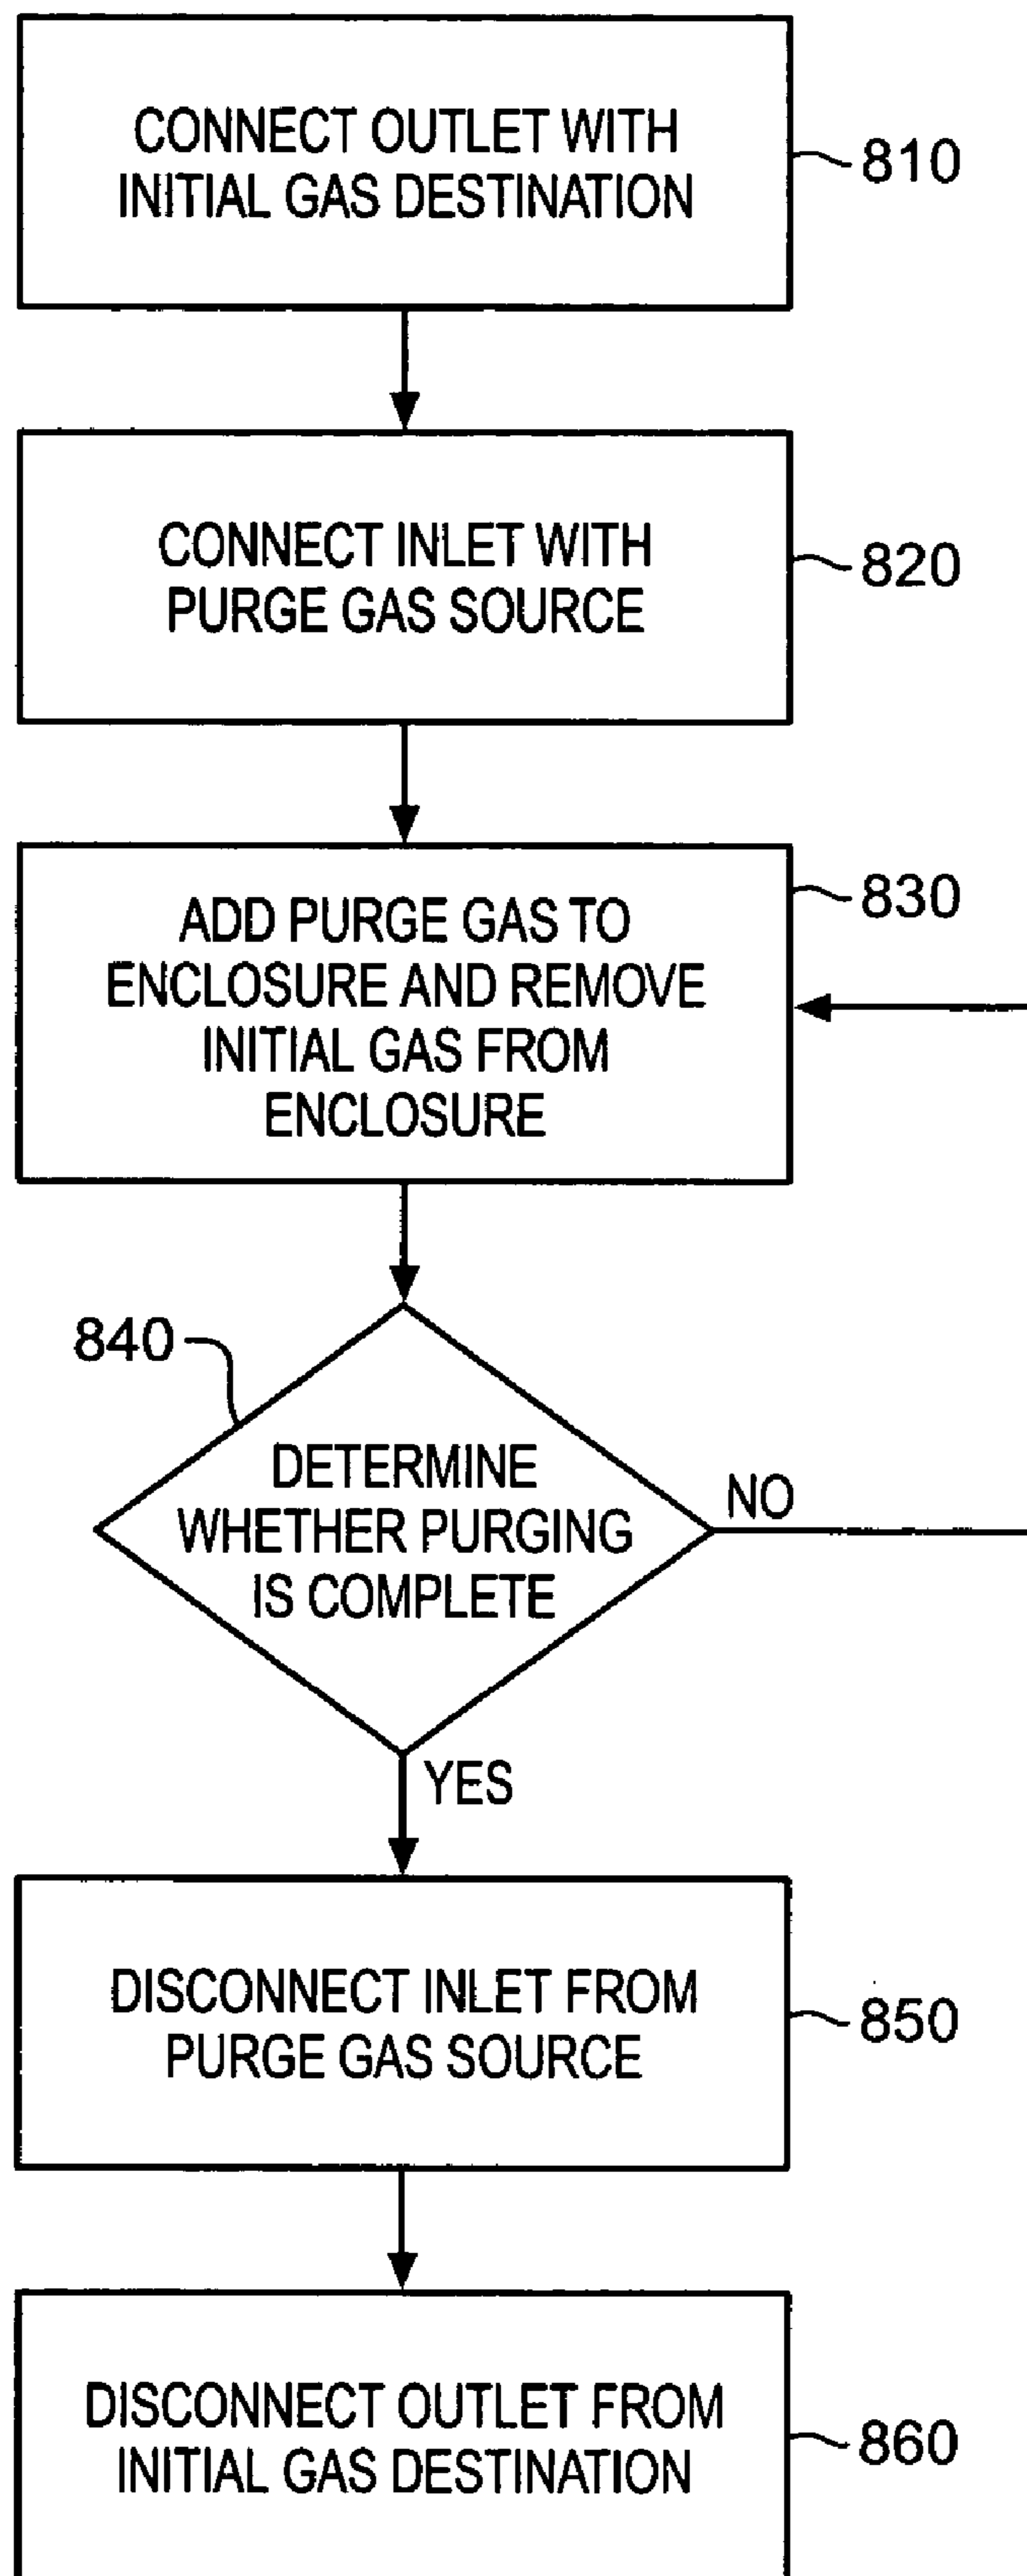 CONNECT OUTLET WITH
INITIAL GAS DESTINATION
810
CONNECT INLET WITH
PURGE GAS SOURCE
820
ADD PURGE GAS TO
ENCLOSURE AND REMOVE
INITIAL GAS FROM
ENCLOSURE
830
840
DETERMINE
WHETHER PURGING
IS COMPLETE
NO
YES
DISCONNECT INLET FROM
PURGE GAS SOURCE
850
DISCONNECT OUTLET FROM
INITIAL GAS DESTINATION
860